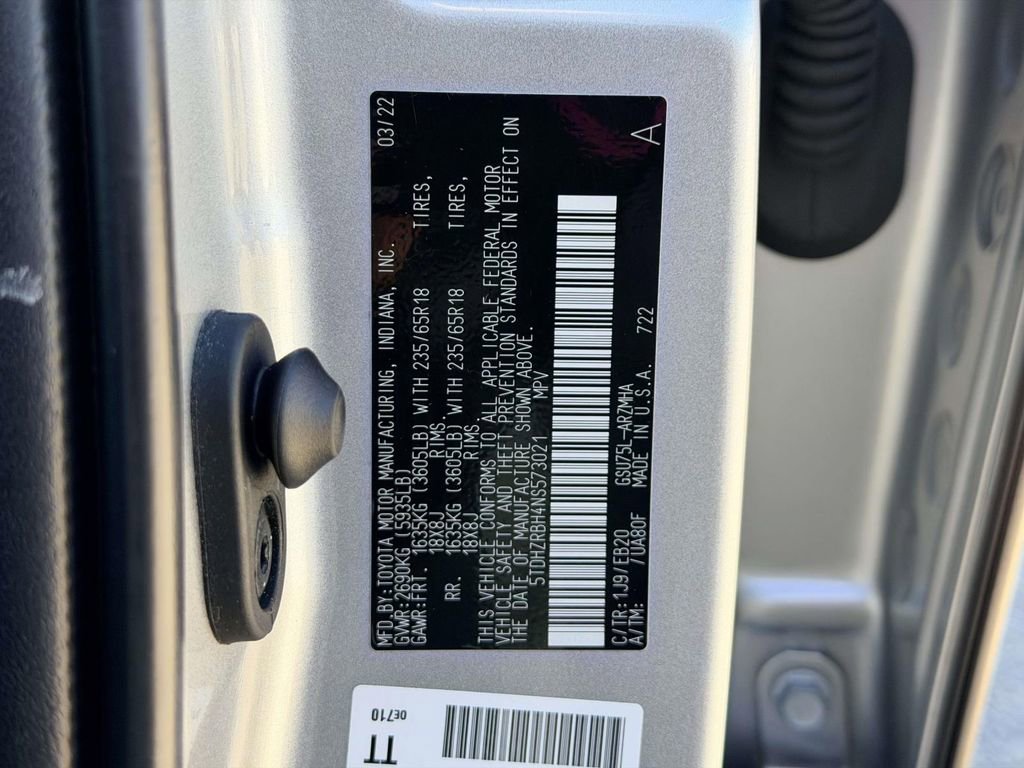 MFD.BY:TOYOTA MOTOR MANUFACTURING, INDIANA, INC. 03/22
GVWR:2690KG (5935LB)
GAWR:FRT. 1635KG (3605LB) WITH 235/65R18 TIRES,
18X8J RIMS,
RR. 1635KG (3605LB) WITH 235/65R18 TIRES,
18X8J RIMS
THIS VEHICLE CONFORMS TO ALL APPLICABLE FEDERAL MOTOR
VEHICLE SAFETY AND THEFT PREVENTION STANDARDS IN EFFECT ON
THE DATE OF MANUFACTURE SHOWN ABOVE.
5TDHZRBH4NS573021 MPV
C/TR:1J9/EB20 GSU75L-ARZMHA
A/TM: /UA80F MADE IN U.S.A. 722 A
0E710
TT